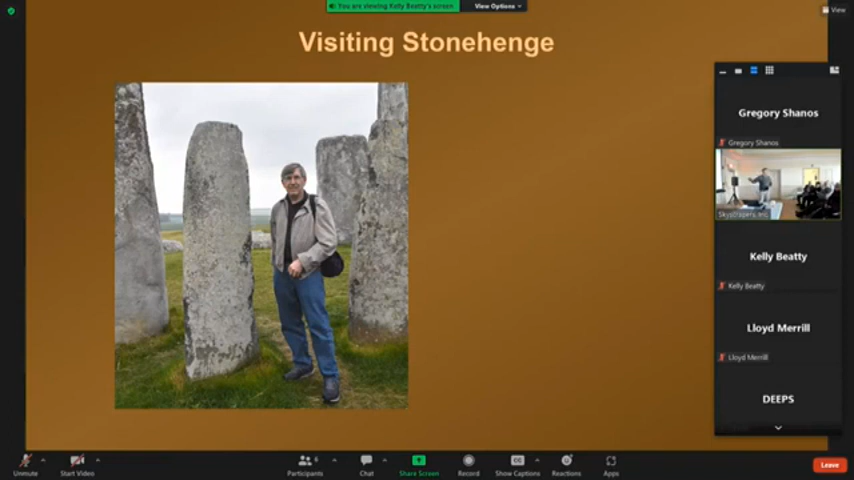 You are viewing Kelly Beatty's screen
View Options
View
Visiting Stonehenge
Gregory Shanos
Gregory Shanos
Skyscrapers, Inc.
Kelly Beatty
Kelly Beatty
Lloyd Merrill
Lloyd Merrill
DEEPS
Unmute
Start Video
Participants
6
Chat
Share Screen
Record
Show Captions
Reactions
Apps
Leave